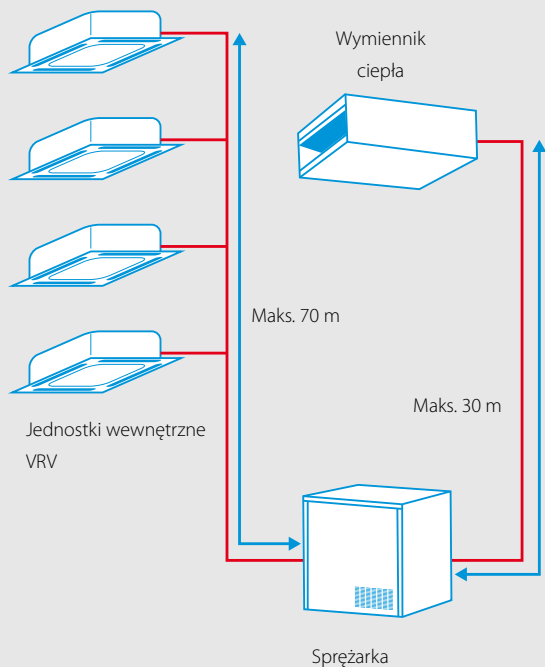 Wymiennik
ciepła
Maks. 70 m
Maks. 30 m
Jednostki wewnętrzne
VRV
Sprężarka